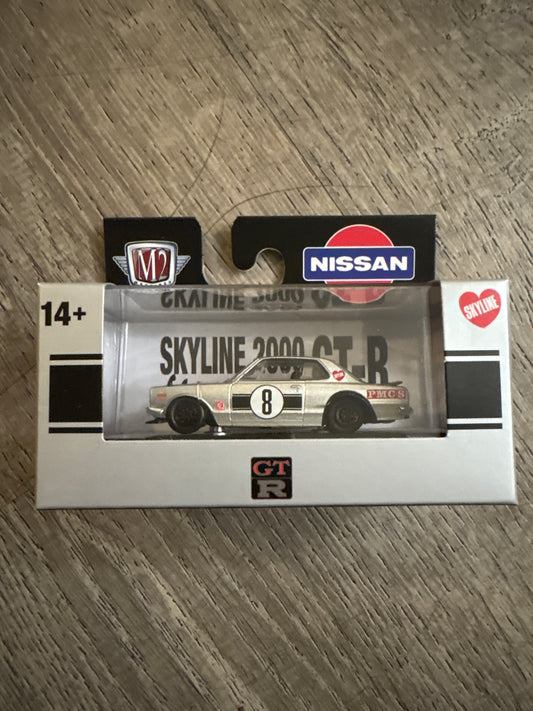 M2
NISSAN
14+
SKYLINE
SKYLINE 2000 GT-R
8
PMCS
GT
R